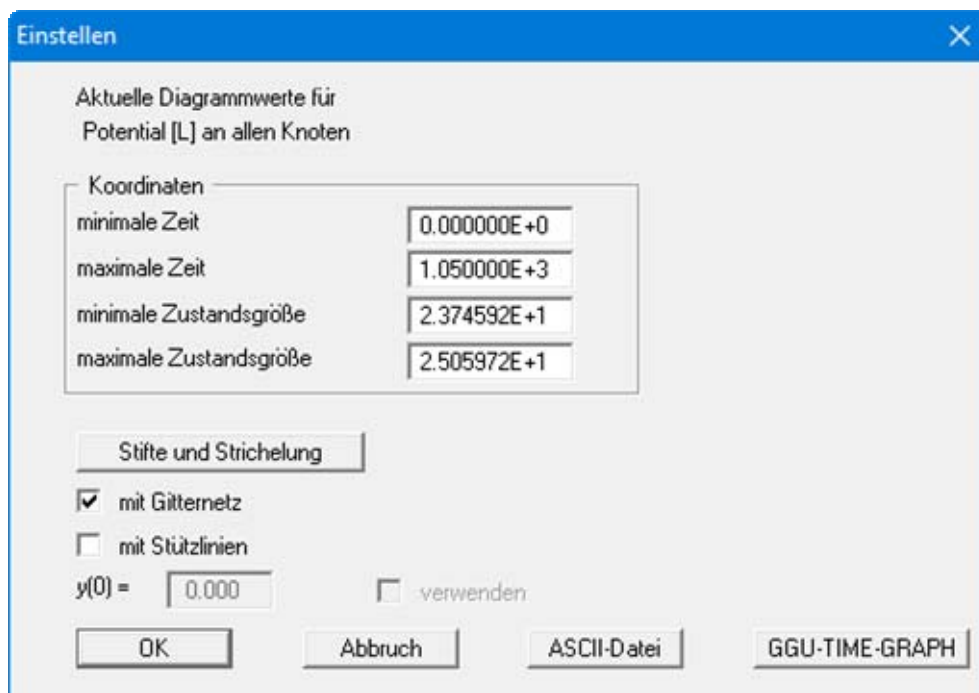 Einstellen
Aktuelle Diagrammwerte für
Potential [L] an allen Knoten
Koordinaten
minimale Zeit 0.000000E+0
maximale Zeit 1.050000E+3
minimale Zustandsgröße 2.374592E+1
maximale Zustandsgröße 2.505972E+1
Stifte und Strichelung
mit Gitternetz
mit Stützlinien
y(0) = 0.000 verwenden
OK Abbruch ASCII-Datei GGU-TIME-GRAPH